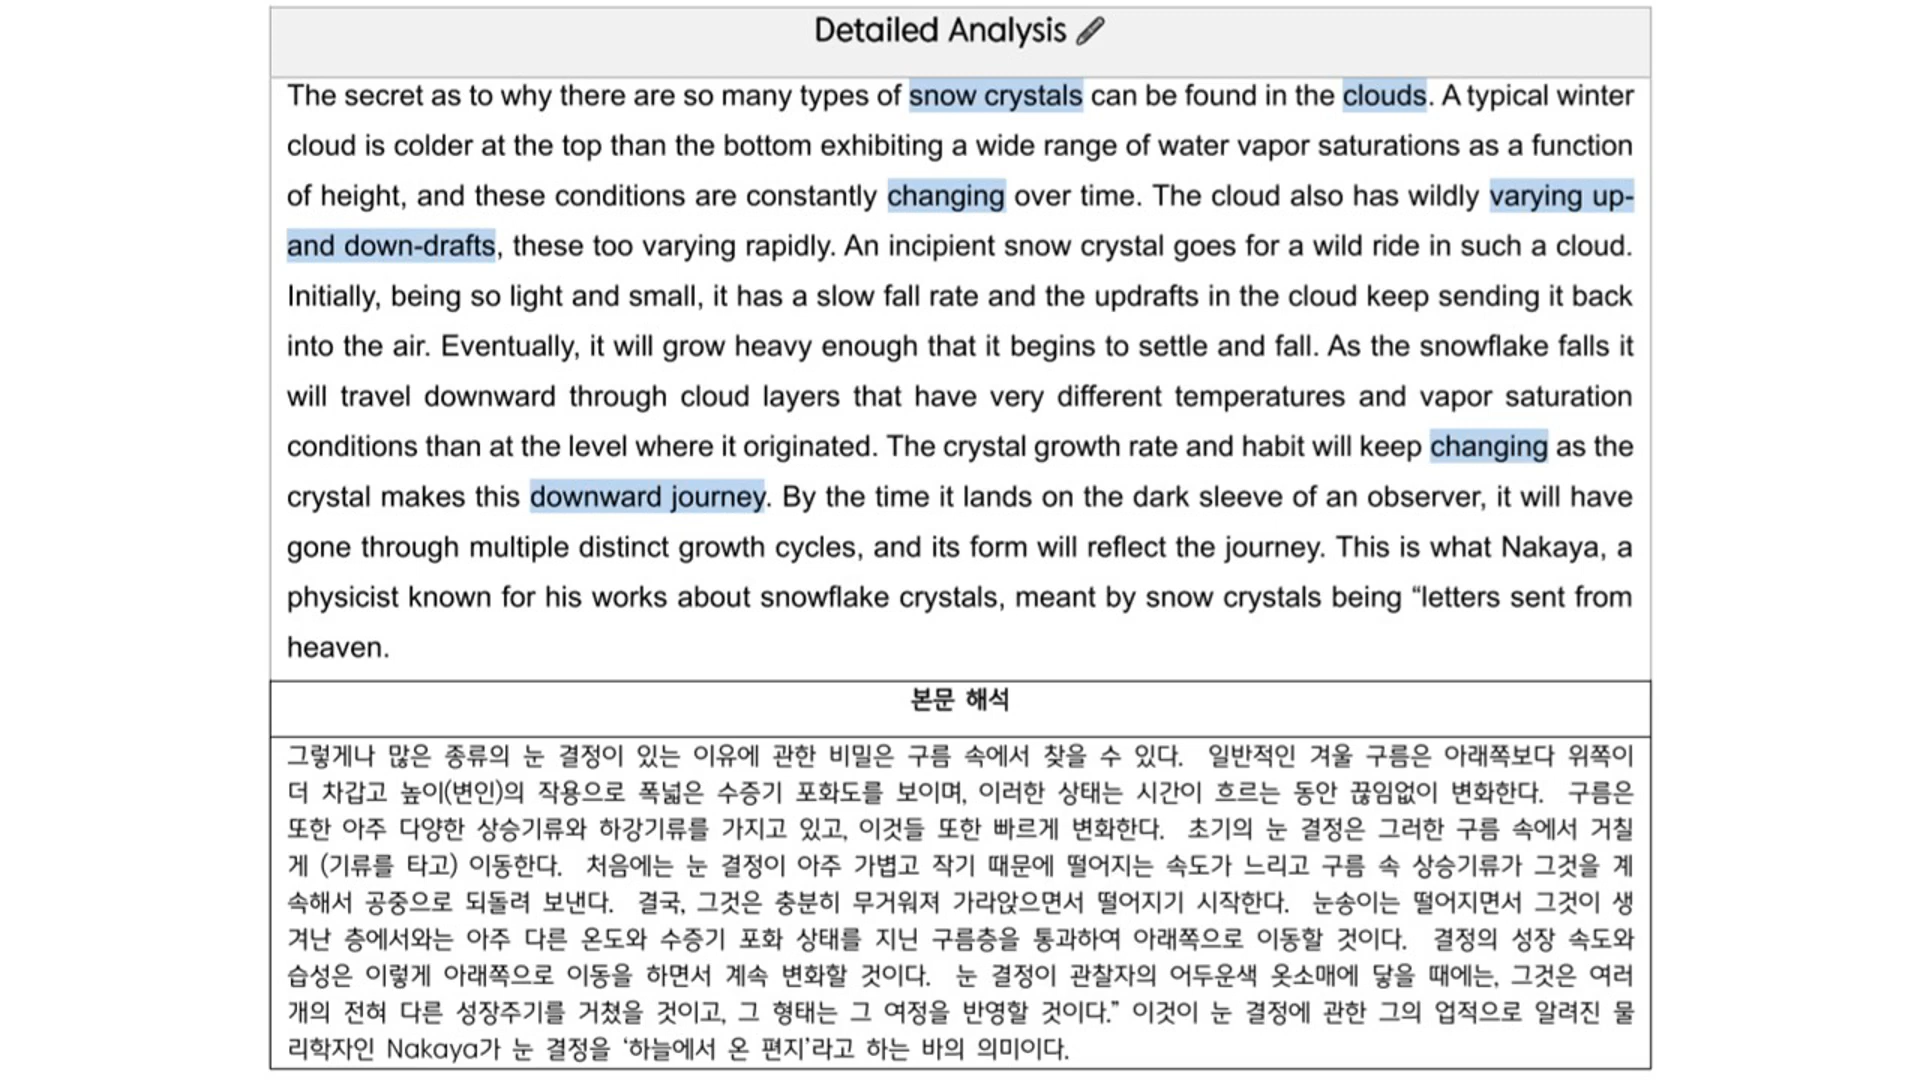 Detailed Analysis
The secret as to why there are so many types of snow crystals can be found in the clouds. A typical winter
cloud is colder at the top than the bottom exhibiting a wide range of water vapor saturations as a function
of height, and these conditions are constantly changing over time. The cloud also has wildly varying up-
and down-drafts, these too varying rapidly. An incipient snow crystal goes for a wild ride in such a cloud.
Initially, being so light and small, it has a slow fall rate and the updrafts in the cloud keep sending it back
into the air. Eventually, it will grow heavy enough that it begins to settle and fall. As the snowflake falls it
will travel downward through cloud layers that have very different temperatures and vapor saturation
conditions than at the level where it originated. The crystal growth rate and habit will keep changing as the
crystal makes this downward journey. By the time it lands on the dark sleeve of an observer, it will have
gone through multiple distinct growth cycles, and its form will reflect the journey. This is what Nakaya, a
physicist known for his works about snowflake crystals, meant by snow crystals being “letters sent from
heaven.
본문 해석
그렇게나 많은 종류의 눈 결정이 있는 이유에 관한 비밀은 구름 속에서 찾을 수 있다. 일반적인 겨울 구름은 아래쪽보다 위쪽이
더 차갑고 높이(변인)의 작용으로 폭넓은 수증기 포화도를 보이며, 이러한 상태는 시간이 흐르는 동안 끊임없이 변화한다. 구름은
또한 아주 다양한 상승기류와 하강기류를 가지고 있고, 이것들 또한 빠르게 변화한다. 초기의 눈 결정은 그러한 구름 속에서 거칠
게 (기류를 타고) 이동한다. 처음에는 눈 결정이 아주 가볍고 작기 때문에 떨어지는 속도가 느리고 구름 속 상승기류가 그것을 계
속해서 공중으로 되돌려 보낸다. 결국, 그것은 충분히 무거워져 가라앉으면서 떨어지기 시작한다. 눈송이는 떨어지면서 그것이 생
겨난 층에서와는 아주 다른 온도와 수증기 포화 상태를 지닌 구름층을 통과하여 아래쪽으로 이동할 것이다. 결정의 성장 속도와
습성은 이렇게 아래쪽으로 이동을 하면서 계속 변화할 것이다. 눈 결정이 관찰자의 어두운색 옷소매에 닿을 때에는, 그것은 여러
개의 전혀 다른 성장주기를 거쳤을 것이고, 그 형태는 그 여정을 반영할 것이다.” 이것이 눈 결정에 관한 그의 업적으로 알려진 물
리학자인 Nakaya가 눈 결정을 ‘하늘에서 온 편지’라고 하는 바의 의미이다.